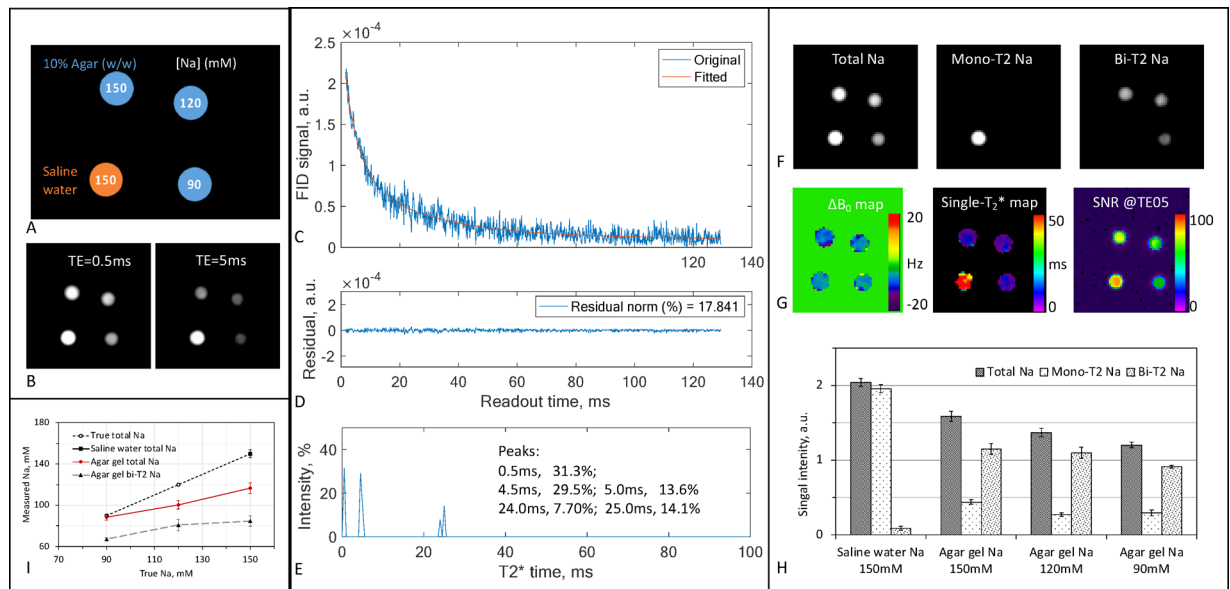 10% Agar (w/w) [Na] (mM)
150
120
Saline
water
150
90
A
TE=0.5ms TE=5ms
B
180
150
120
90
60
70 90 110 130 150 170
True total Na
Saline water total Na
Agar gel total Na
Agar gel bi-T2 Na
Measured Na, mM
True Na, mM
I
×10⁻⁴
2.5
2
1.5
1
0.5
0
60 120 140
Original
Fitted
FID signal, a.u.
C
×10⁻⁴
2
0
-2
0 20 40 60 80 100 120 140
Residual norm (%) = 17.841
Residual, a.u.
Readout time, ms
D
40
20
0
0 20 40 60 80 100
Peaks:
0.5ms, 31.3%;
4.5ms, 29.5%; 5.0ms, 13.6%
24.0ms, 7.70%; 25.0ms, 14.1%
Intensity, %
T2* time, ms
E
Total Na Mono-T2 Na Bi-T2 Na
F
ΔB₀ map
20
Hz
-20
Single-T₂* map
50
ms
0
SNR @TE05
100
0
G
Total Na Mono-T2 Na Bi-T2 Na
2
1
0
Singal intensity, a.u.
Saline water Na Agar gel Na Agar gel Na Agar gel Na
150mM 150mM 120mM 90mM
H